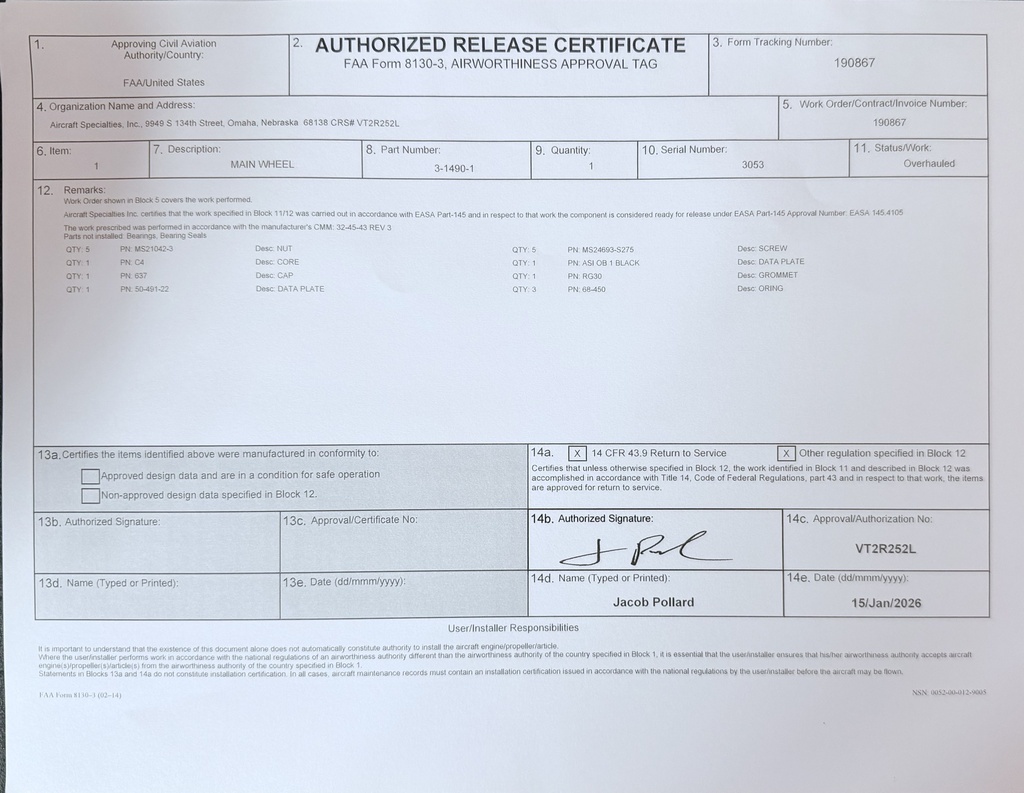 1.
Approving Civil Aviation
Authority/Country:
FAA/United States
2. AUTHORIZED RELEASE CERTIFICATE
FAA Form 8130-3, AIRWORTHINESS APPROVAL TAG
3. Form Tracking Number:
190867
4. Organization Name and Address:
Aircraft Specialties, Inc., 9949 S 134th Street, Omaha, Nebraska 68138 CRS# VT2R252L
5. Work Order/Contract/Invoice Number:
190867
6. Item:
1
7. Description:
MAIN WHEEL
8. Part Number:
3-1490-1
9. Quantity:
1
10. Serial Number:
3053
11. Status/Work:
Overhauled
12. Remarks:
Work Order shown in Block 5 covers the work performed.
Aircraft Specialties Inc. certifies that the work specified in Block 11/12 was carried out in accordance with EASA Part-145 and in respect to that work the component is considered ready for release under EASA Part-145 Approval Number: EASA 145.4105
The work prescribed was performed in accordance with the manufacturer's CMM: 32-45-43 REV 3
Parts not installed: Bearings, Bearing Seals
QTY: 5 PN: MS21042-3 Desc: NUT QTY: 5 PN: MS24693-S275 Desc: SCREW
QTY: 1 PN: C4 Desc: CORE QTY: 1 PN: ASI OB 1 BLACK Desc: DATA PLATE
QTY: 1 PN: 637 Desc: CAP QTY: 1 PN: RG30 Desc: GROMMET
QTY: 1 PN: 50-491-22 Desc: DATA PLATE QTY: 3 PN: 68-450 Desc: ORING
13a. Certifies the items identified above were manufactured in conformity to:
Approved design data and are in a condition for safe operation
Non-approved design data specified in Block 12.
14a. X 14 CFR 43.9 Return to Service X Other regulation specified in Block 12
Certifies that unless otherwise specified in Block 12, the work identified in Block 11 and described in Block 12 was
accomplished in accordance with Title 14, Code of Federal Regulations, part 43 and in respect to that work, the items
are approved for return to service.
13b. Authorized Signature:
13c. Approval/Certificate No:
14b. Authorized Signature:
14c. Approval/Authorization No:
VT2R252L
13d. Name (Typed or Printed):
13e. Date (dd/mmm/yyyy):
14d. Name (Typed or Printed):
Jacob Pollard
14e. Date (dd/mmm/yyyy):
15/Jan/2026
User/Installer Responsibilities
It is important to understand that the existence of this document alone does not automatically constitute authority to install the aircraft engine/propeller/article.
Where the user/installer performs work in accordance with the national regulations of an airworthiness authority different than the airworthiness authority of the country specified in Block 1, it is essential that the user/installer ensures that his/her airworthiness authority accepts aircraft
engine(s)/propeller(s)/article(s) from the airworthiness authority of the country specified in Block 1.
Statements in Blocks 13a and 14a do not constitute installation certification. In all cases, aircraft maintenance records must contain an installation certification issued in accordance with the national regulations by the user/installer before the aircraft may be flown.
FAA Form 8130-3 (02-14)
NSN: 0052-00-012-9005